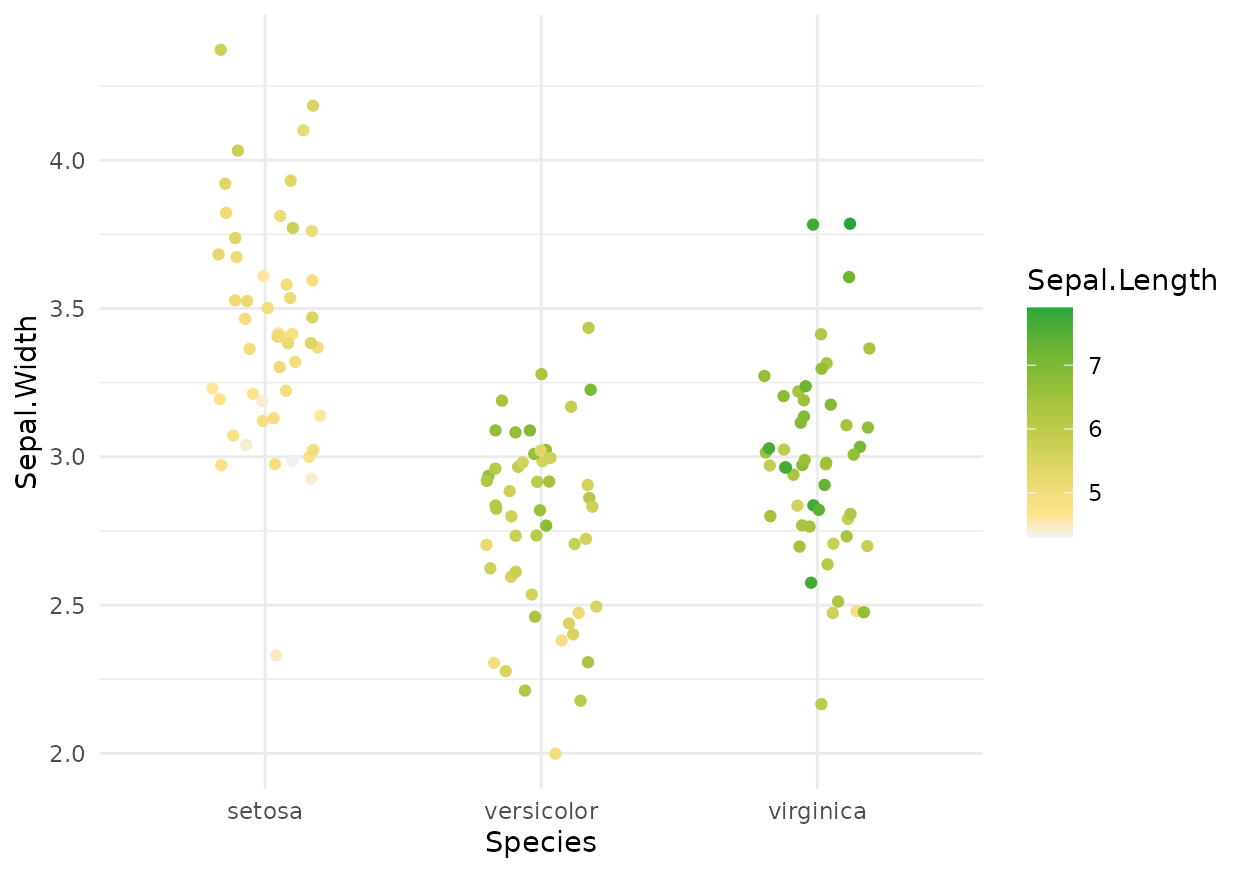 Sepal.Width
4.0
3.5
3.0
2.5
2.0
setosa
versicolor
virginica
Species
Sepal.Length
7
6
5